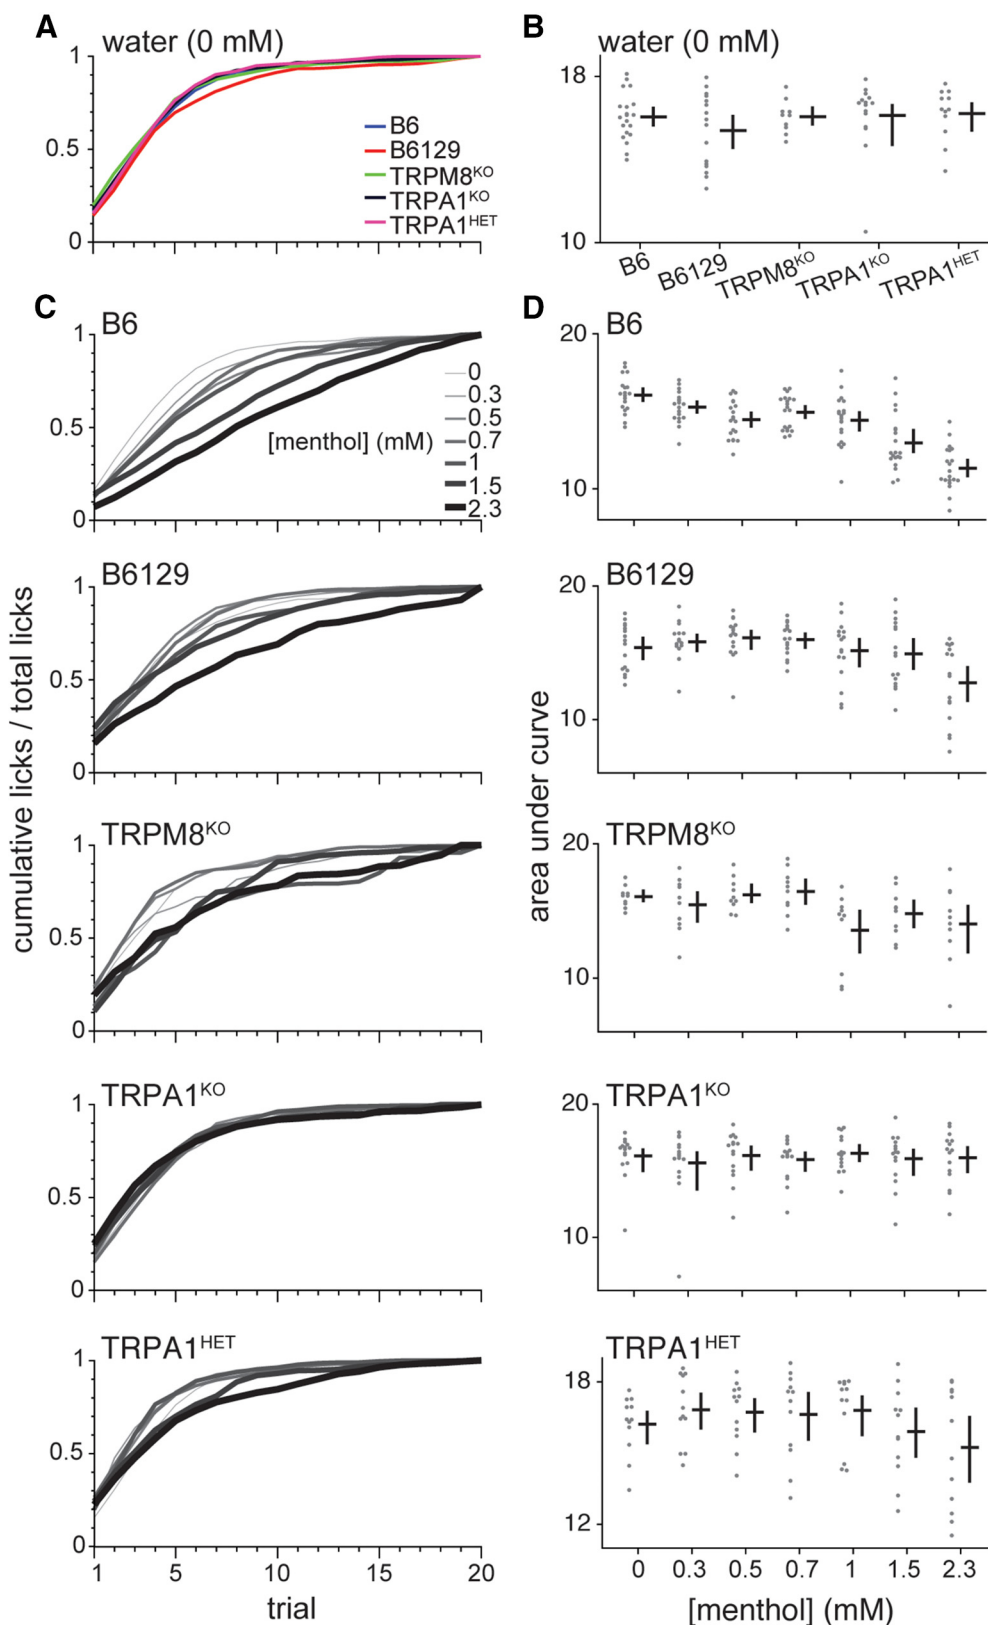 A
water (0 mM)
1
0.5
0
B6
B6129
TRPM8KO
TRPA1KO
TRPA1HET
1
5
10
15
20
B
water (0 mM)
18
10
B6
B6129
TRPM8KO
TRPA1KO
TRPA1HET
C
B6
1
0.5
0
[menthol] (mM)
0
0.3
0.5
0.7
1
1.5
2.3
D
B6
20
10
cumulative licks / total licks
area under curve
B6129
1
0.5
0
B6129
20
10
TRPM8KO
1
0.5
0
TRPM8KO
20
10
TRPA1KO
1
0.5
0
TRPA1KO
20
10
TRPA1HET
1
0.5
0
1
5
10
15
20
trial
TRPA1HET
18
12
0
0.3
0.5
0.7
1
1.5
2.3
[menthol] (mM)